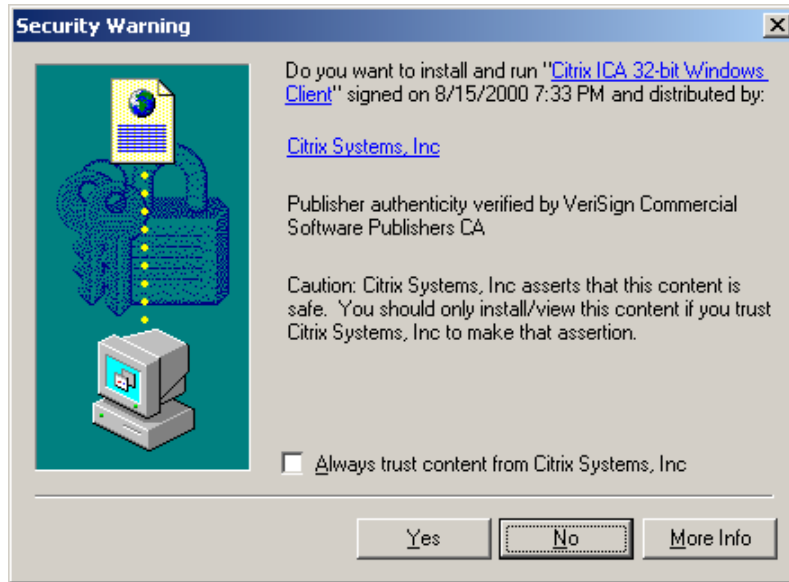 Security Warning
Do you want to install and run "Citrix ICA 32-bit Windows
Client" signed on 8/15/2000 7:33 PM and distributed by:
Citrix Systems, Inc
Publisher authenticity verified by VeriSign Commercial
Software Publishers CA
Caution: Citrix Systems, Inc asserts that this content is
safe.  You should only install/view this content if you trust
Citrix Systems, Inc to make that assertion.
Always trust content from Citrix Systems, Inc
Yes No More Info